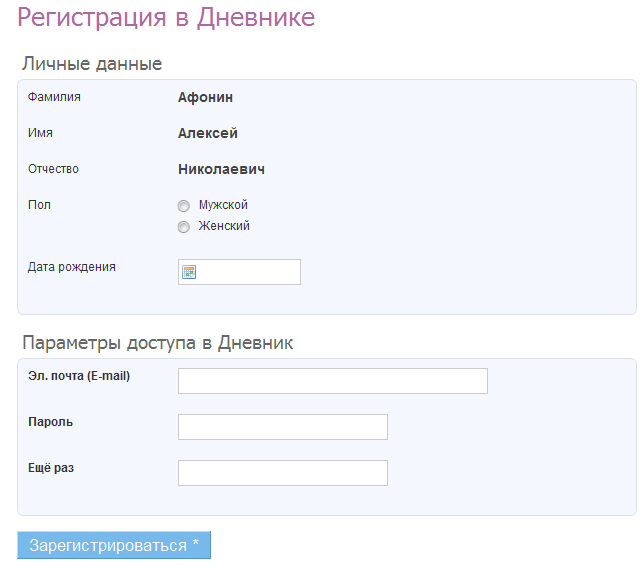 Регистрация в Дневнике
Личные данные
Фамилия Афонин
Имя Алексей
Отчество Николаевич
Пол Мужской
Женский
Дата рождения
Параметры доступа в Дневник
Эл. почта (E-mail)
Пароль
Ещё раз
Зарегистрироваться *